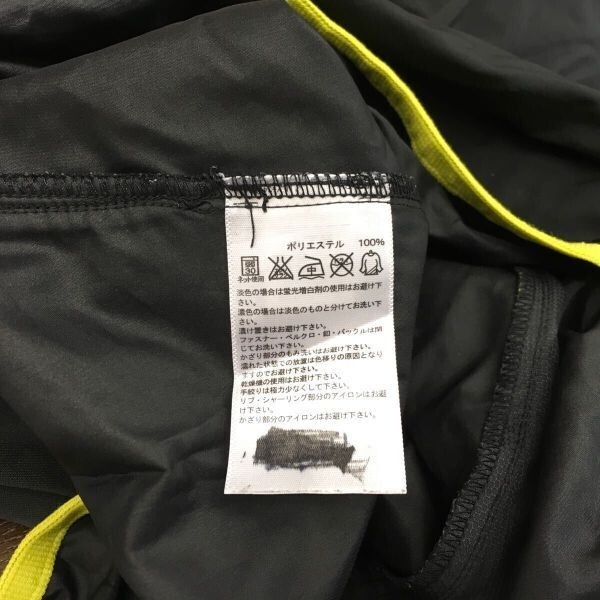 ポリエステル 100%
弱
30
中
ネット使用
淡色の場合は蛍光増白剤の使用はお避け下
さい。
濃色の場合は淡色のものと分けてお洗い下
さい。
漬け置きはお避け下さい。
ファスナー・ベルクロ・釦・バックルは閉
じてお洗い下さい。
かざり部分のもみ洗いはお避け下さい。
濡れた状態での放置は色移りの原因となり
ますのでお避け下さい。
乾燥機の使用はお避け下さい。
手絞りは極力少なくして下さい。
リブ・シャーリング部分のアイロンはお避
け下さい。
かざり部分のアイロンはお避け下さい。